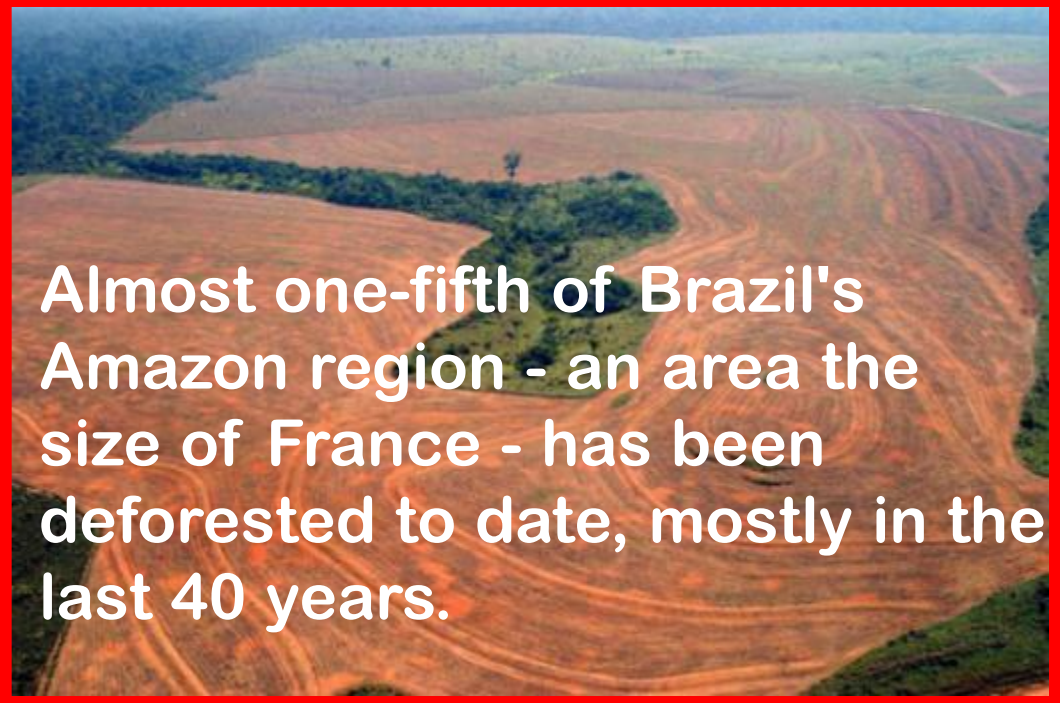 Almost one-fifth of Brazil's
Amazon region - an area the
size of France - has been
deforested to date, mostly in the
last 40 years.